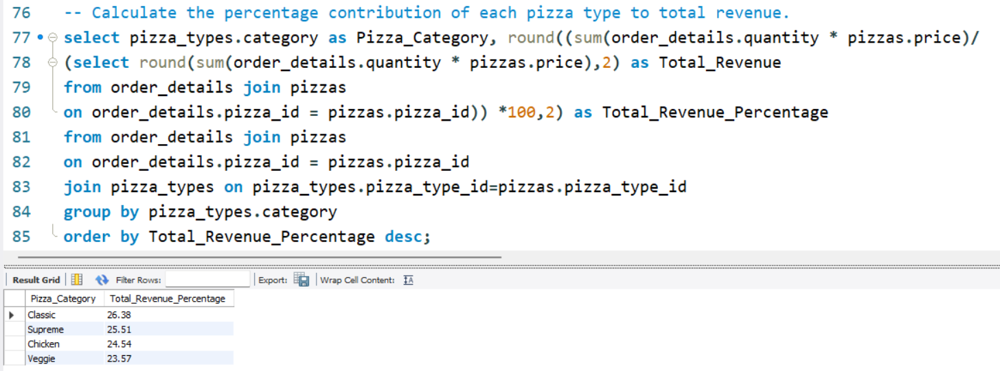 76 -- Calculate the percentage contribution of each pizza type to total revenue.
77 select pizza_types.category as Pizza_Category, round((sum(order_details.quantity * pizzas.price)/
78 (select round(sum(order_details.quantity * pizzas.price),2) as Total_Revenue
79 from order_details join pizzas
80 on order_details.pizza_id = pizzas.pizza_id)) *100,2) as Total_Revenue_Percentage
81 from order_details join pizzas
82 on order_details.pizza_id = pizzas.pizza_id
83 join pizza_types on pizza_types.pizza_type_id=pizzas.pizza_type_id
84 group by pizza_types.category
85 order by Total_Revenue_Percentage desc;
Result Grid Filter Rows: Export: Wrap Cell Content:
Pizza_Category Total_Revenue_Percentage
Classic 26.38
Supreme 25.51
Chicken 24.54
Veggie 23.57